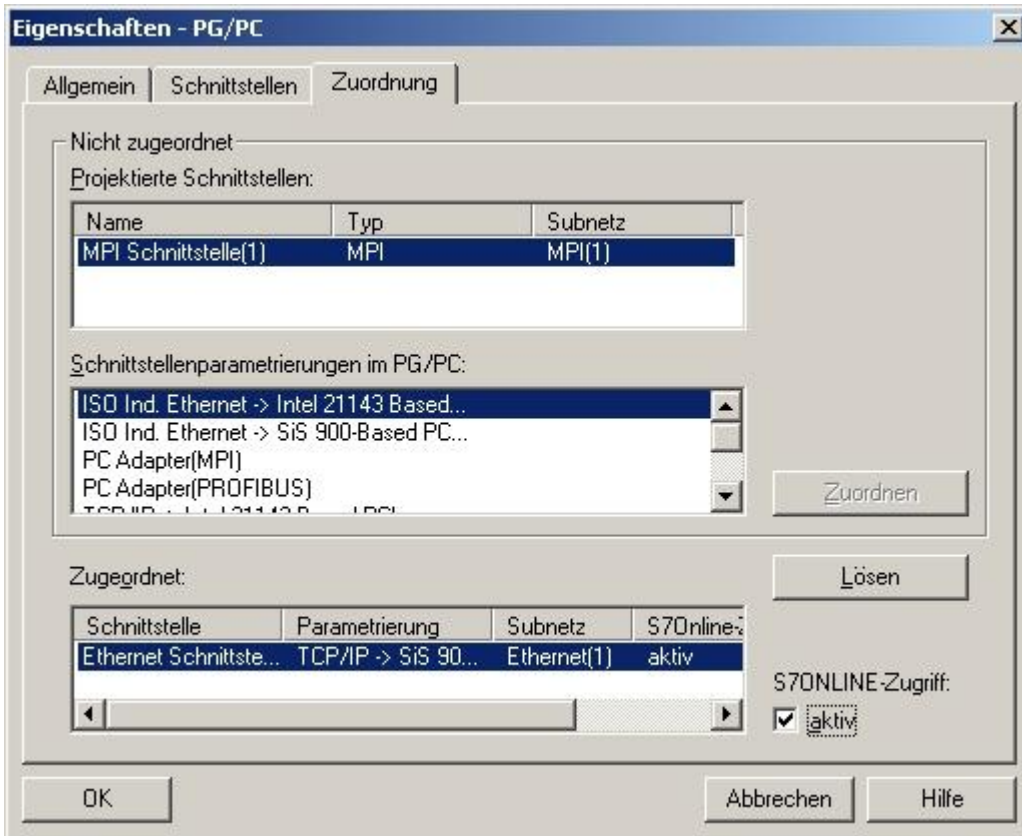 Eigenschaften - PG/PC
Allgemein
Schnittstellen
Zuordnung
Nicht zugeordnet
Projektierte Schnittstellen:
Name Typ Subnetz
MPI Schnittstelle(1) MPI MPI(1)
Schnittstellenparametrierungen im PG/PC:
ISO Ind. Ethernet -> Intel 21143 Based...
ISO Ind. Ethernet -> SiS 900-Based PC...
PC Adapter(MPI)
PC Adapter(PROFIBUS)
Zuordnen
Zugeordnet:
Lösen
Schnittstelle Parametrierung Subnetz S7Online-
Ethernet Schnittste... TCP/IP -> SiS 90... Ethernet(1) aktiv
S7ONLINE-Zugriff:
aktiv
OK
Abbrechen
Hilfe